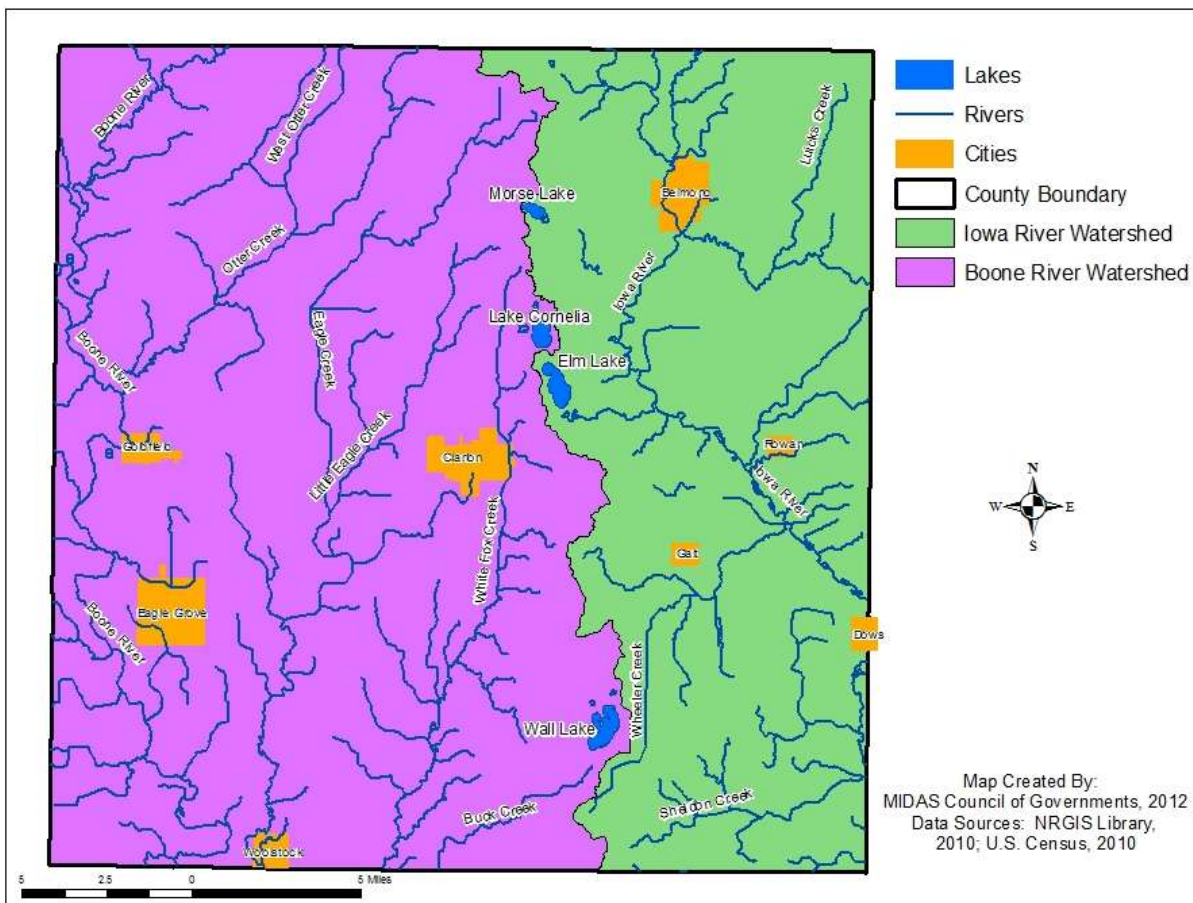 Boone River
West Otter Creek
Luicks Creek
Belmond
Morse Lake
Otter Creek
Iowa River
Lake Cornelia
Eagle Creek
Boone River
Elm Lake
Goldfield
Clarion
Rowan
Little Eagle Creek
Iowa River
White Fox Creek
Galt
Eagle Grove
Boone River
Dows
Wheeler Creek
Wall Lake
Buck Creek
Sheldon Creek
Woolstock
Lakes
Rivers
Cities
County Boundary
Iowa River Watershed
Boone River Watershed
N
W E
S
Map Created By:
MIDAS Council of Governments, 2012
Data Sources: NRGIS Library,
2010; U.S. Census, 2010
5 2.5 0 5 Miles